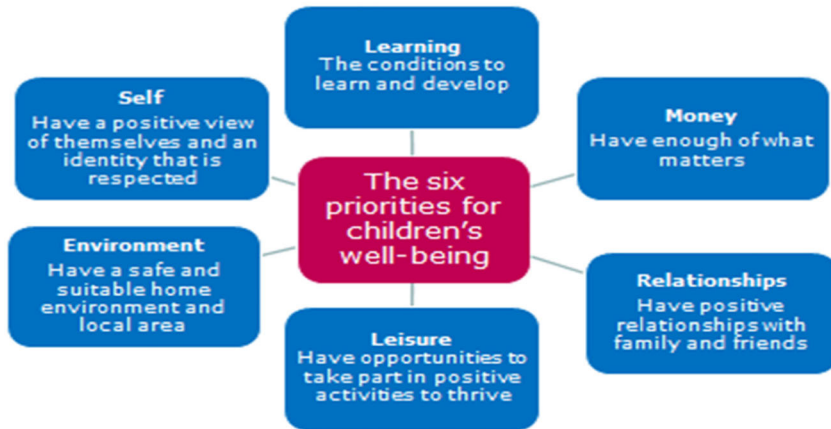 Learning
The conditions to
learn and develop
Self
Have a positive view
of themselves and an
identity that is
respected
Money
Have enough of what
matters
The six
priorities for
children's
well-being
Environment
Have a safe and
suitable home
environment and
local area
Relationships
Have positive
relationships with
family and friends
Leisure
Have opportunities to
take part in positive
activities to thrive